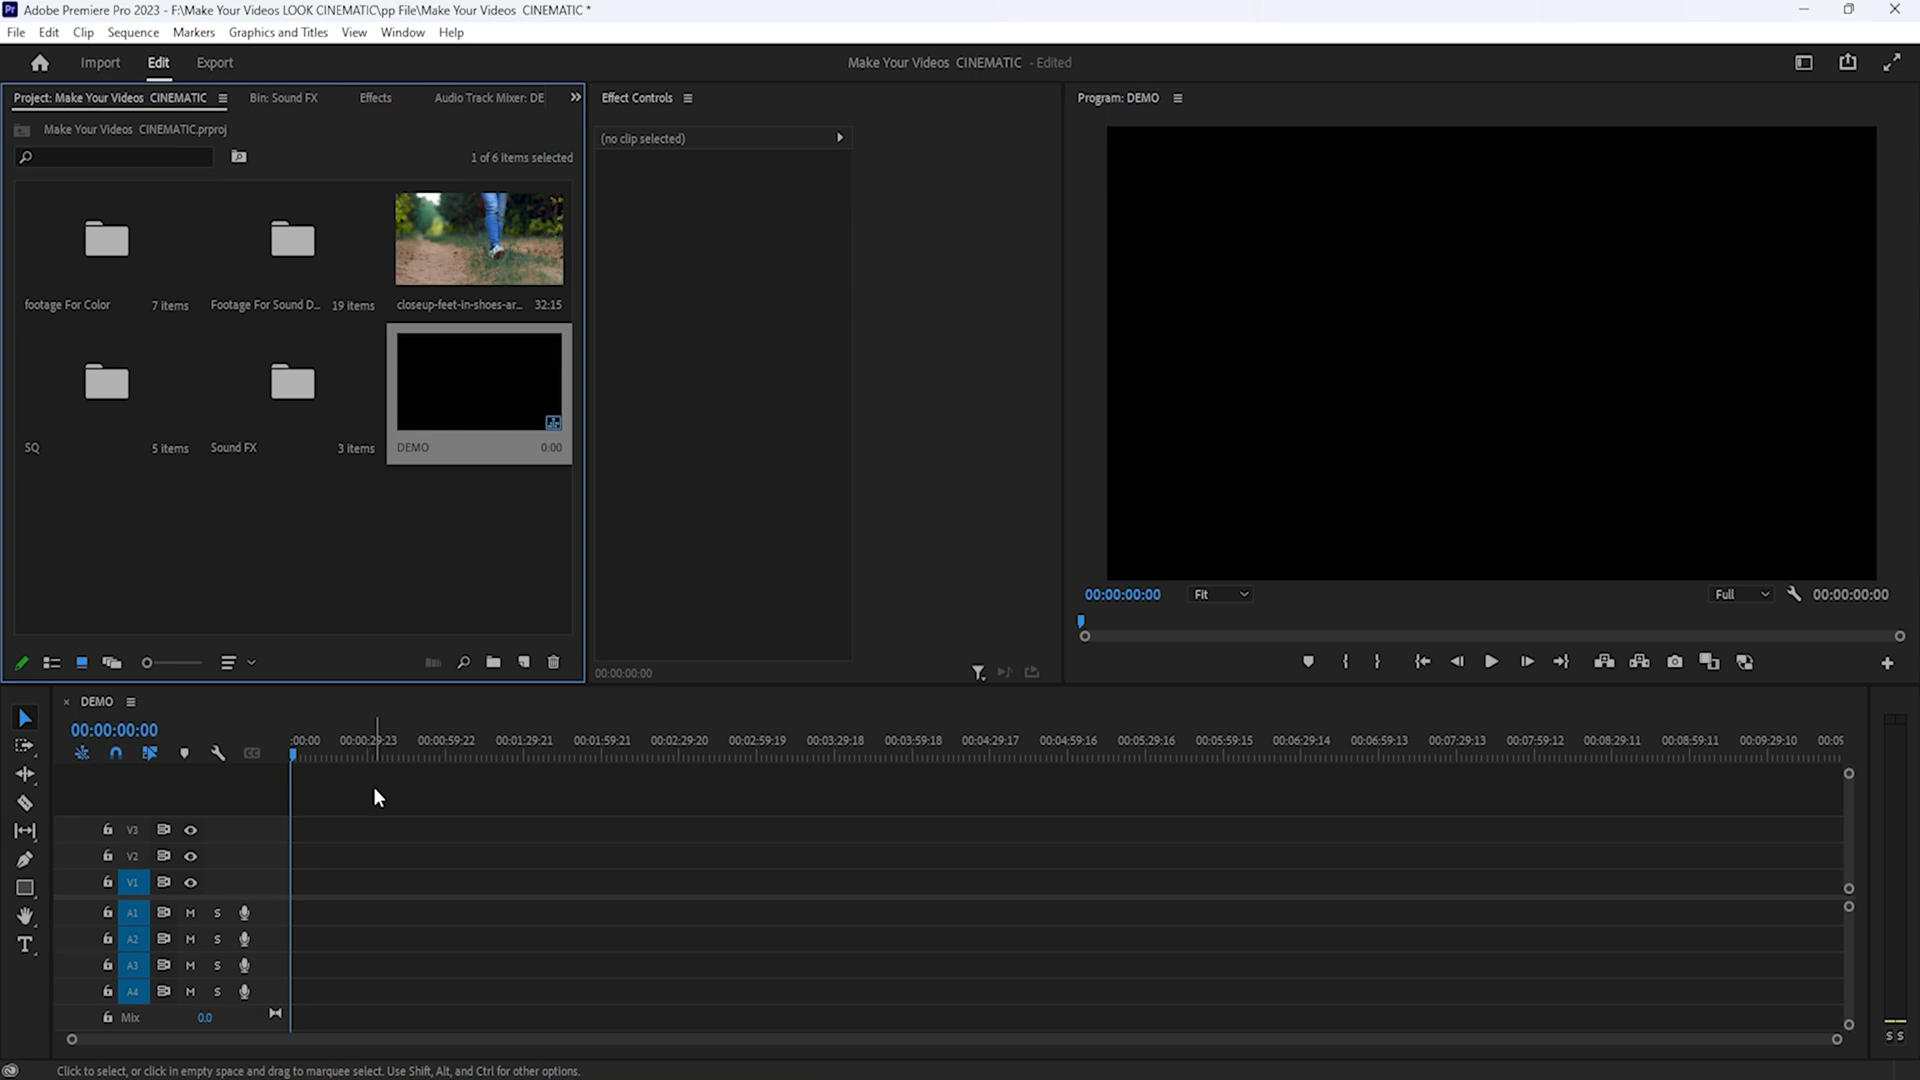 Pr Adobe Premiere Pro 2023 - F:\Make Your Videos LOOK CINEMATIC\pp File\Make Your Videos CINEMATIC *
File Edit Clip Sequence Markers Graphics and Titles View Window Help
Import Edit Export
Make Your Videos CINEMATIC - Edited
Project: Make Your Videos CINEMATIC Bin: Sound FX Effects Audio Track Mixer: DE
Make Your Videos CINEMATIC.prproj
1 of 6 items selected
footage For Color 7 items
Footage For Sound D... 19 items
closeup-feet-in-shoes-ar... 32:15
SQ 5 items
Sound FX 3 items
DEMO 0:00
Effect Controls
(no clip selected)
00:00:00:00
Program: DEMO
00:00:00:00 Fit Full 00:00:00:00
DEMO
00:00:00:00
:00:00 00:00:29:23 00:00:59:22 00:01:29:21 00:01:59:21 00:02:29:20 00:02:59:19 00:03:29:18 00:03:59:18 00:04:29:17 00:04:59:16 00:05:29:16 00:05:59:15 00:06:29:14 00:06:59:13 00:07:29:13 00:07:59:12 00:08:29:11 00:08:59:11 00:09:29:10 00:09
CC
V3
V2
V1
A1 M S
A2 M S
A3 M S
A4 M S
Mix 0.0
S S
T
Click to select, or click in empty space and drag to marquee select. Use Shift, Alt, and Ctrl for other options.